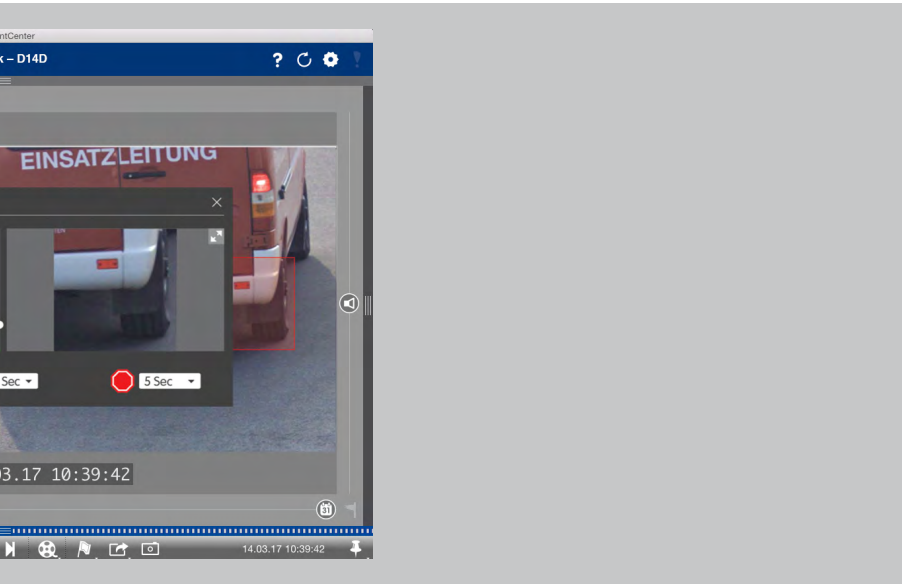 ntCenter
k – D14D
?
EINSATZLEITUNG
Sec
5 Sec
03.17 10:39:42
31
14.03.17 10:39:42